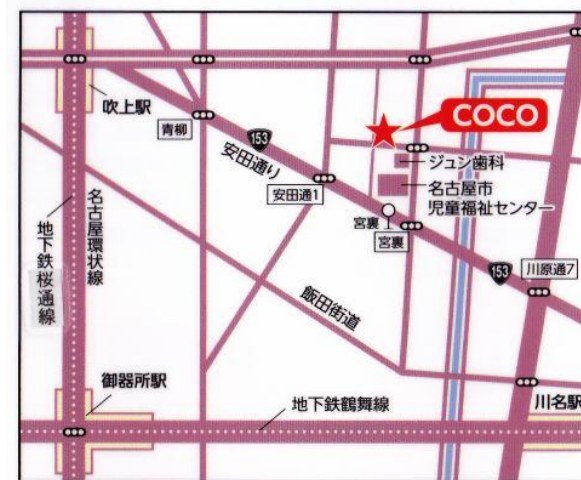 吹上駅
青柳
153
安田通り
安田通1
COCO
ジュン歯科
名古屋市
児童福祉センター
宮裏
宮裏
153
川原通7
名古屋環状線
地下鉄桜通線
飯田街道
御器所駅
地下鉄鶴舞線
川名駅